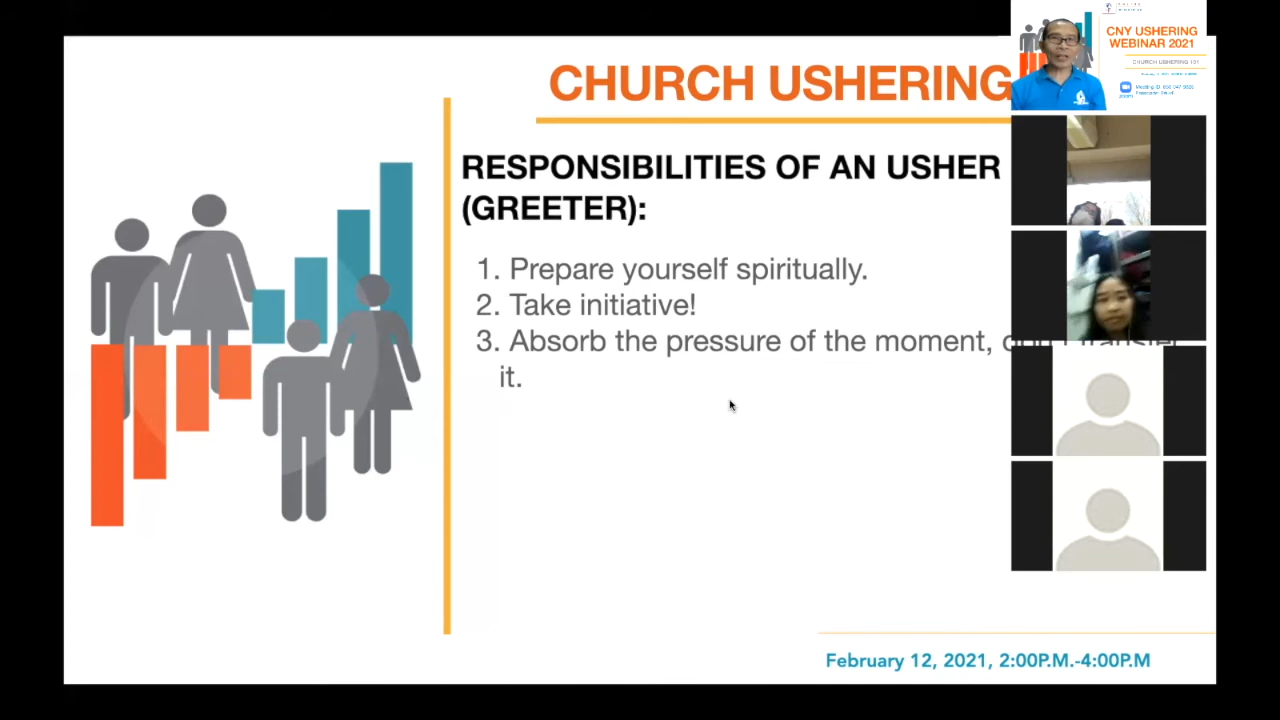 CHURCH USHERING
RESPONSIBILITIES OF AN USHER
(GREETER):
1. Prepare yourself spiritually.
2. Take initiative!
3. Absorb the pressure of the moment, don't transfer
it.
February 12, 2021, 2:00P.M.-4:00P.M
CNY USHERING
WEBINAR 2021
CHURCH USHERING 101
zoom